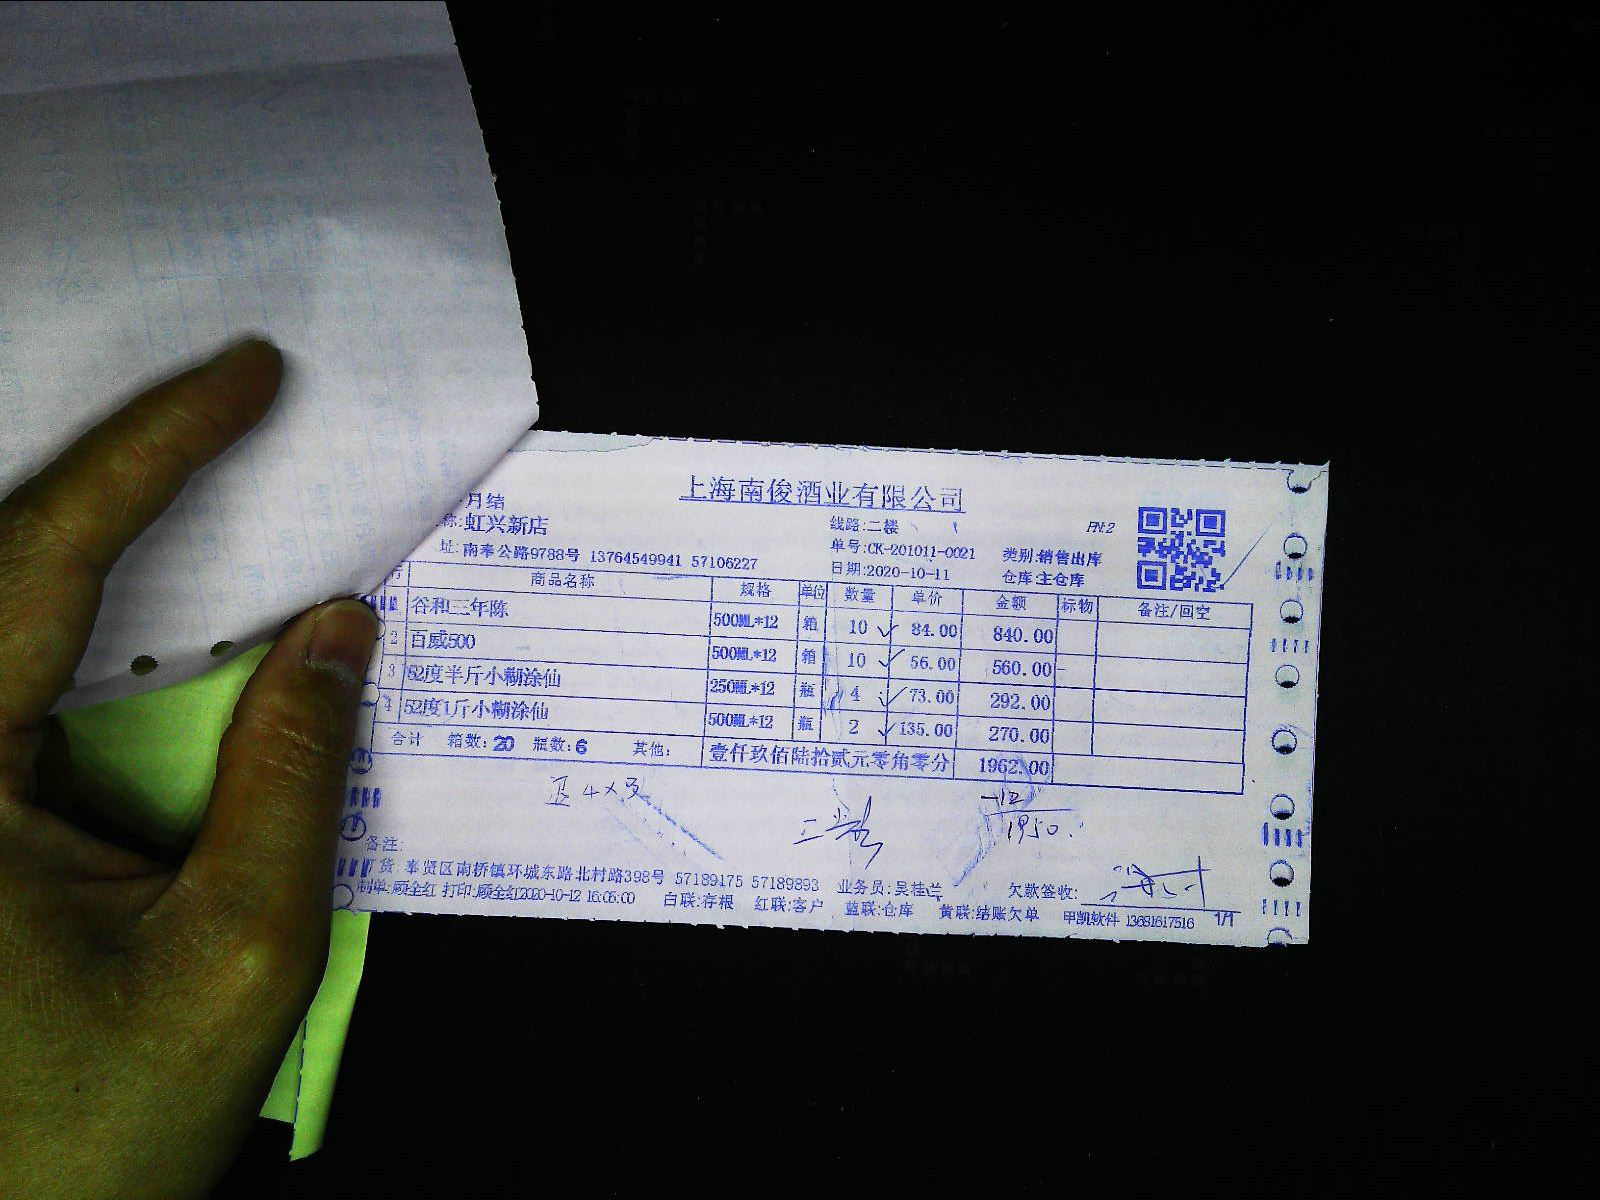 上海南俊酒业有限公司
月结
称:虹兴新店 线路:二楼 PN:2
址:南奉公路9788号 13764549941 57106227 单号:CK-201011-0021 类别:销售出库
日期:2020-10-11 仓库:主仓库
行 商品名称 规格 单位 数量 单价 金额 标物 备注/回空
1 谷和三年陈 500ML*12 箱 10 84.00 840.00
2 百威500 500ML*12 箱 10 56.00 560.00
3 52度半斤小糊涂仙 250ML*12 瓶 4 73.00 292.00
4 52度1斤小糊涂仙 500ML*12 瓶 2 135.00 270.00
合计 箱数:20 瓶数:6 其他: 壹仟玖佰陆拾贰元零角零分 1962.00
-12
1950.
备注:
订货:奉贤区南桥镇环城东路北村路398号 57189175 57189893 业务员:吴桂兰 欠款签收:
制单:顾全红 打印:顾全红2020-10-12 16:05:00 白联:存根 红联:客户 蓝联:仓库 黄联:结账欠单 甲凯软件 13681617516 1/1